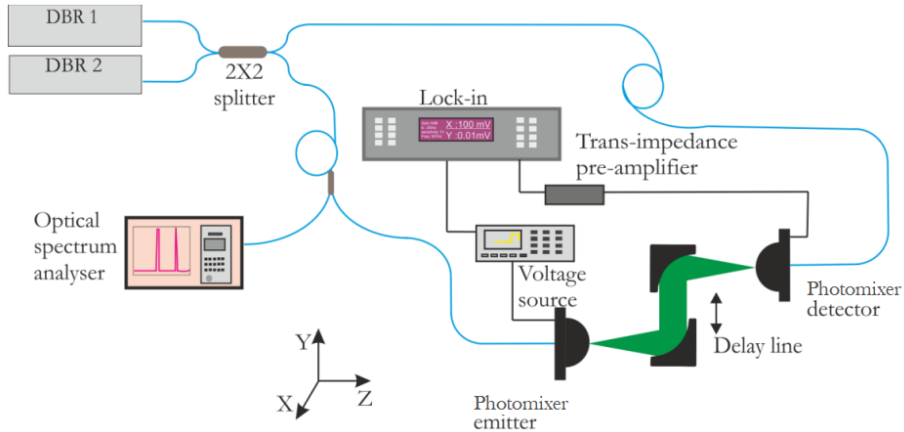 DBR 1
DBR 2
2X2
splitter
Lock-in
X :100 mV
Y :0.01mV
Trans-impedance
pre-amplifier
Optical
spectrum
analyser
Voltage
source
Photomixer
detector
Delay line
Y
X
Z
Photomixer
emitter